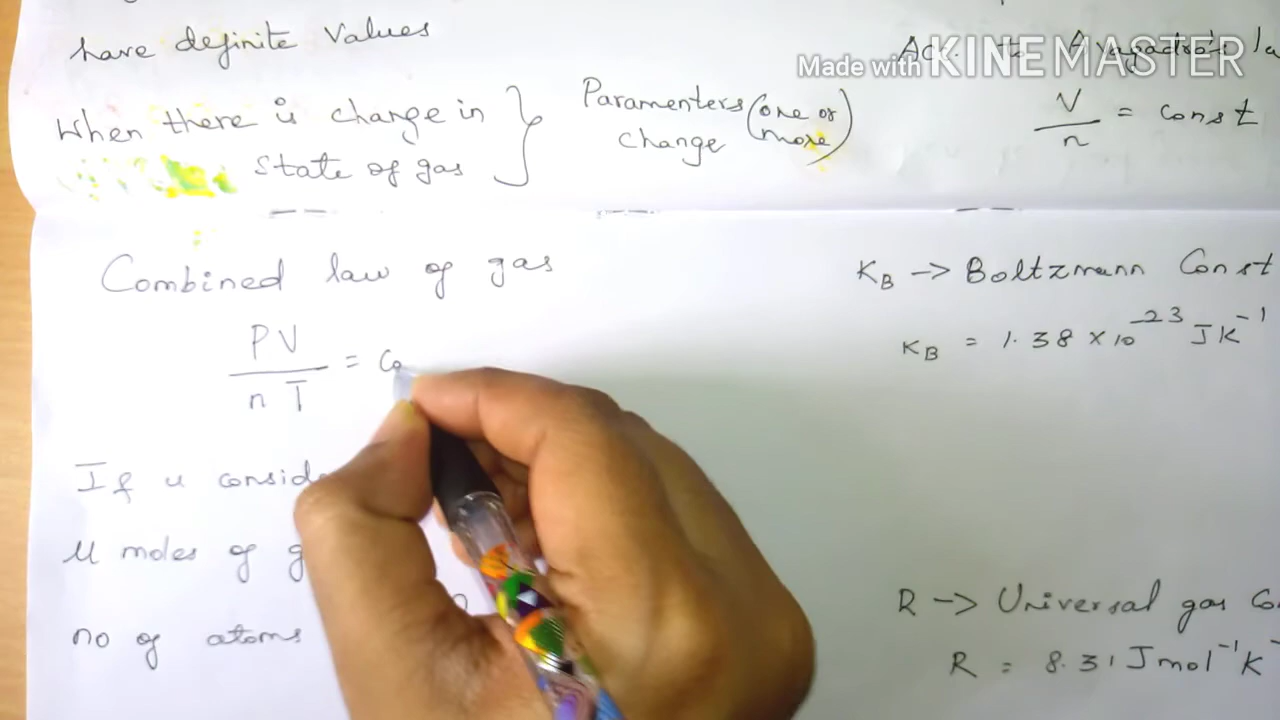 have definite values
When there is change in
State of gas
Paramenters (one or more)
change
Made with KINEMASTER
V
n
= const
Combined law of gas
PV
n T
= co
If u consid
μ moles of g
no of atoms
K_B -> Boltzmann Const
K_B = 1.38 × 10^-23 JK^-1
R -> Universal gas Co
R = 8.31 Jmol^-1 K^-